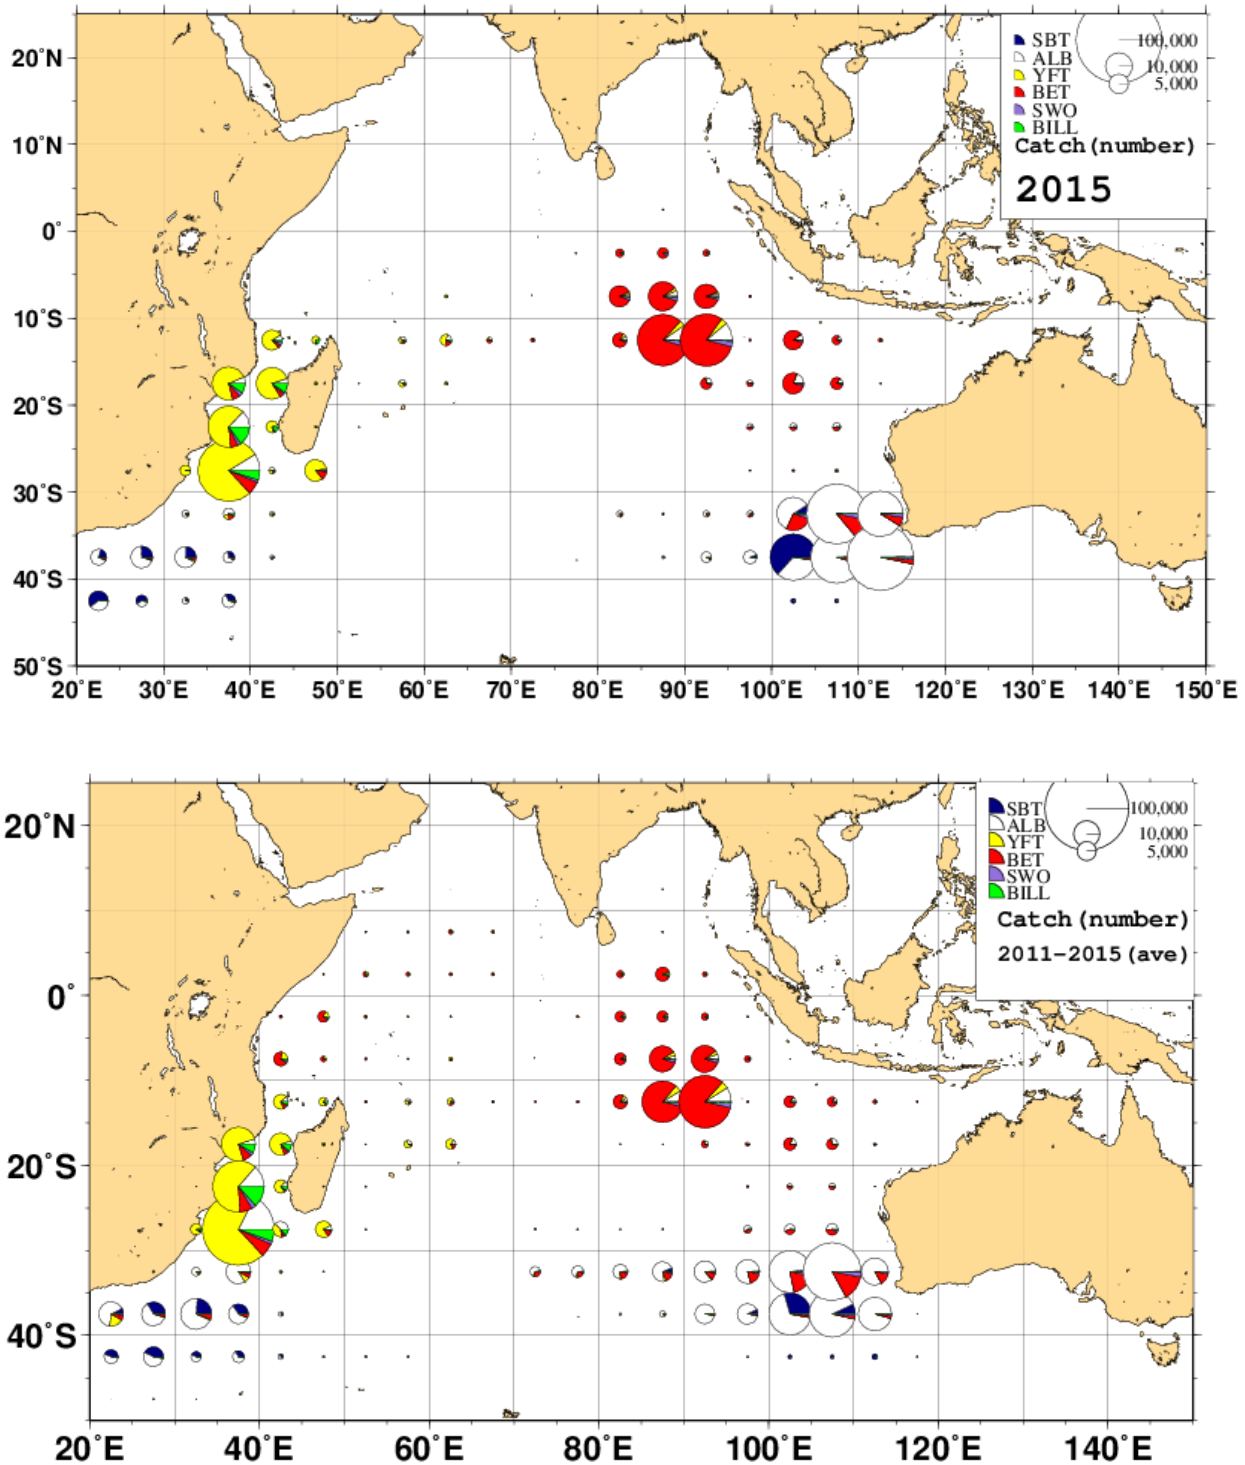 20°N
10°N
0°
10°S
20°S
30°S
40°S
50°S
20°E 30°E 40°E 50°E 60°E 70°E 80°E 90°E 100°E 110°E 120°E 130°E 140°E 150°E
SBT
ALB
YFT
BET
SWO
BILL
100,000
10,000
5,000
Catch(number)
2015
20°N
0°
20°S
40°S
20°E 40°E 60°E 80°E 100°E 120°E 140°E
SBT
ALB
YFT
BET
SWO
BILL
100,000
10,000
5,000
Catch(number)
2011-2015(ave)